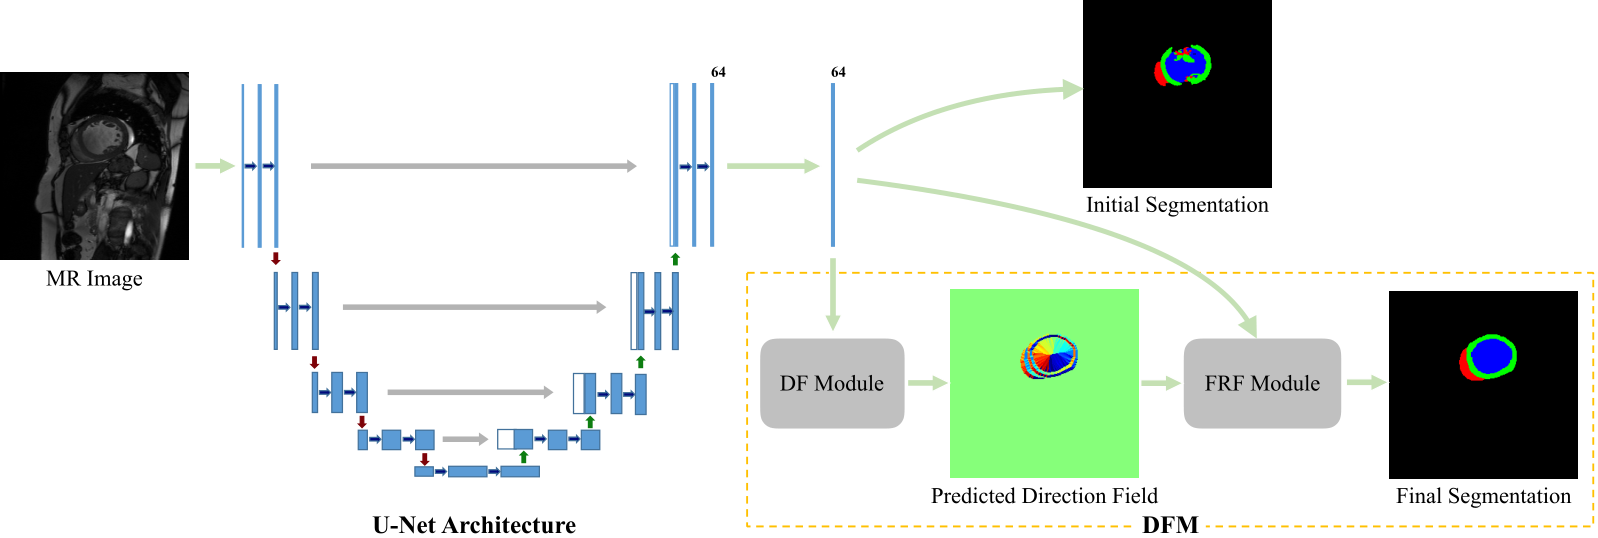 64
64
Initial Segmentation
MR Image
DF Module
FRF Module
Predicted Direction Field
Final Segmentation
U-Net Architecture
DFM